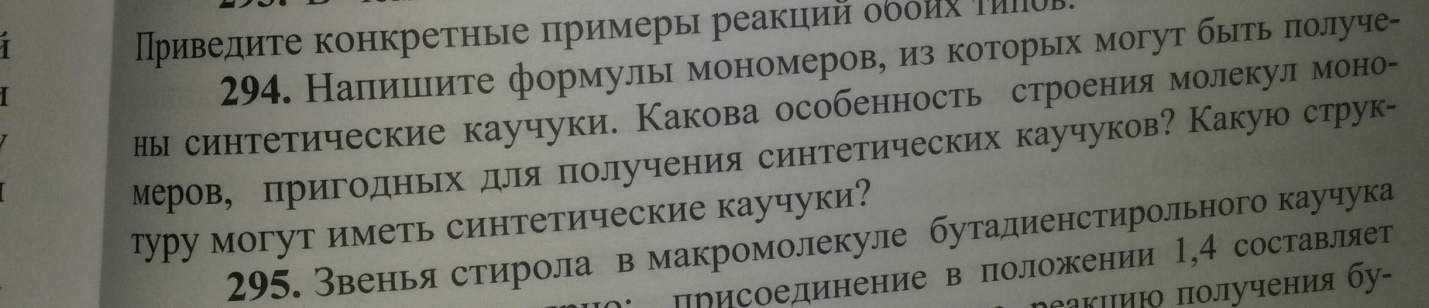 Приведите конкретные примеры реакций обоих типов.
294. Напишите формулы мономеров, из которых могут быть получе-
ны синтетические каучуки. Какова особенность строения молекул моно-
меров, пригодных для получения синтетических каучуков? Какую струк-
туру могут иметь синтетические каучуки?
295. Звенья стирола в макромолекуле бутадиенстирольного каучука
присоединение в положении 1,4 составляет
реакцию получения бу-